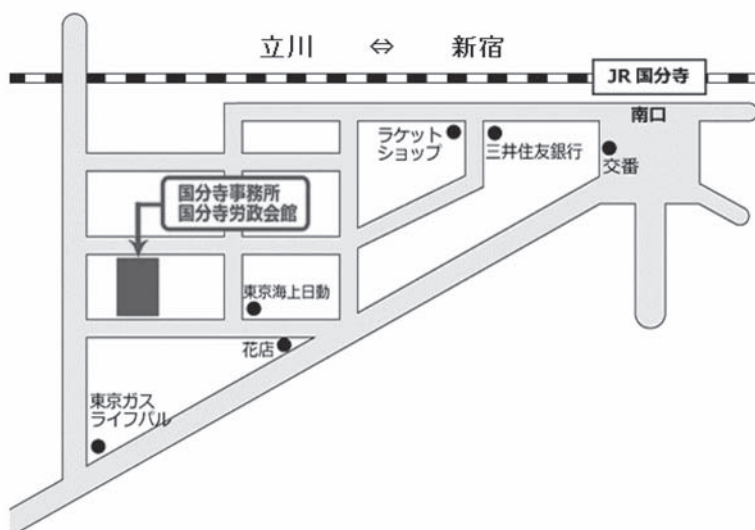 立川 ⇔ 新宿
JR 国分寺
南口
ラケット
ショップ
三井住友銀行
交番
国分寺事務所
国分寺労政会館
東京海上日動
花店
東京ガス
ライフバル